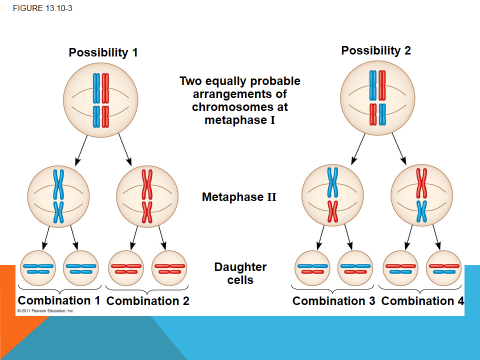 FIGURE 13.10-3
Possibility 1
Possibility 2
Two equally probable
arrangements of
chromosomes at
metaphase I
Metaphase II
Daughter
cells
Combination 1
Combination 2
Combination 3
Combination 4
© 2011 Pearson Education, Inc.